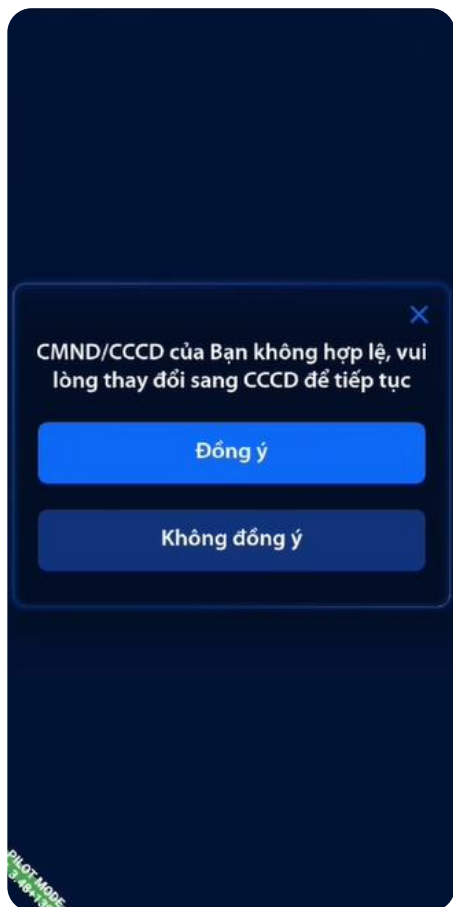 CMND/CCCD của Bạn không hợp lệ, vui
lòng thay đổi sang CCCD để tiếp tục
Đồng ý
Không đồng ý
PILOT MODE